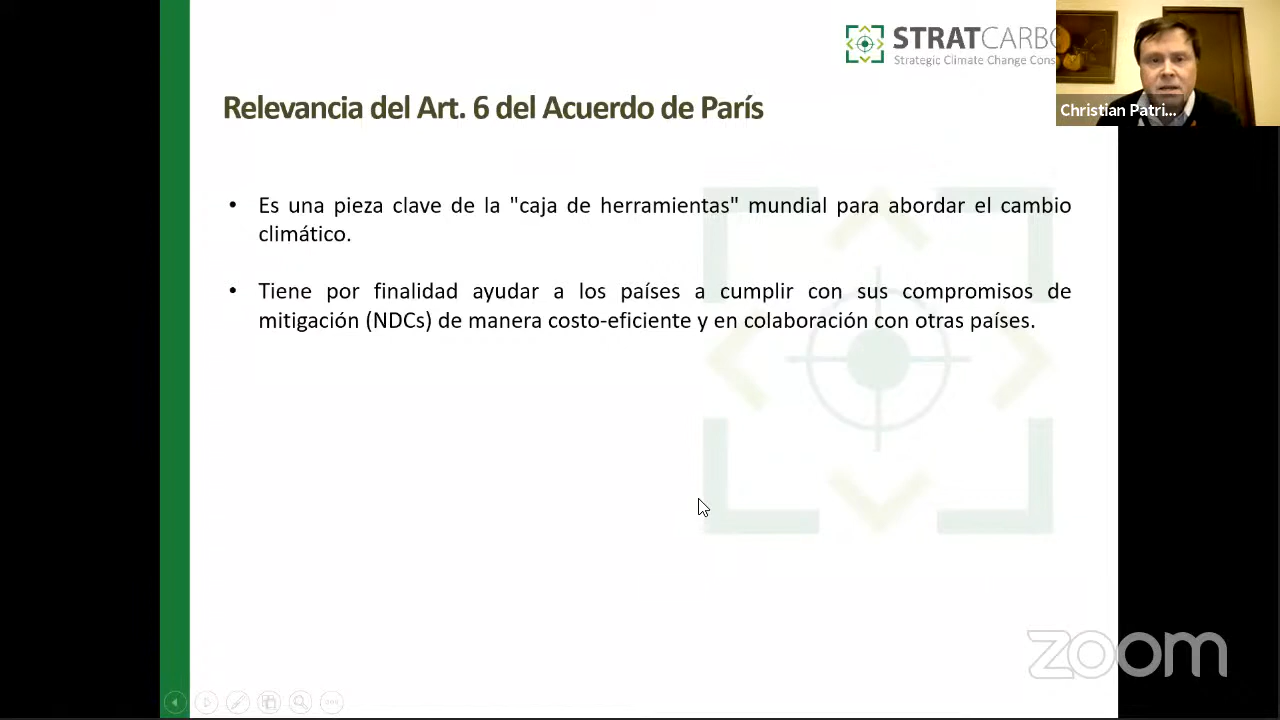 STRATCARBO
Strategic Climate Change Cons
Christian Patri...
Relevancia del Art. 6 del Acuerdo de París
• Es una pieza clave de la "caja de herramientas" mundial para abordar el cambio
climático.
• Tiene por finalidad ayudar a los países a cumplir con sus compromisos de
mitigación (NDCs) de manera costo-eficiente y en colaboración con otras países.
zoom